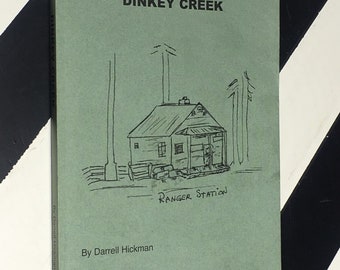 DINKEY CREEK
RANGER STATION
By Darrell Hickman